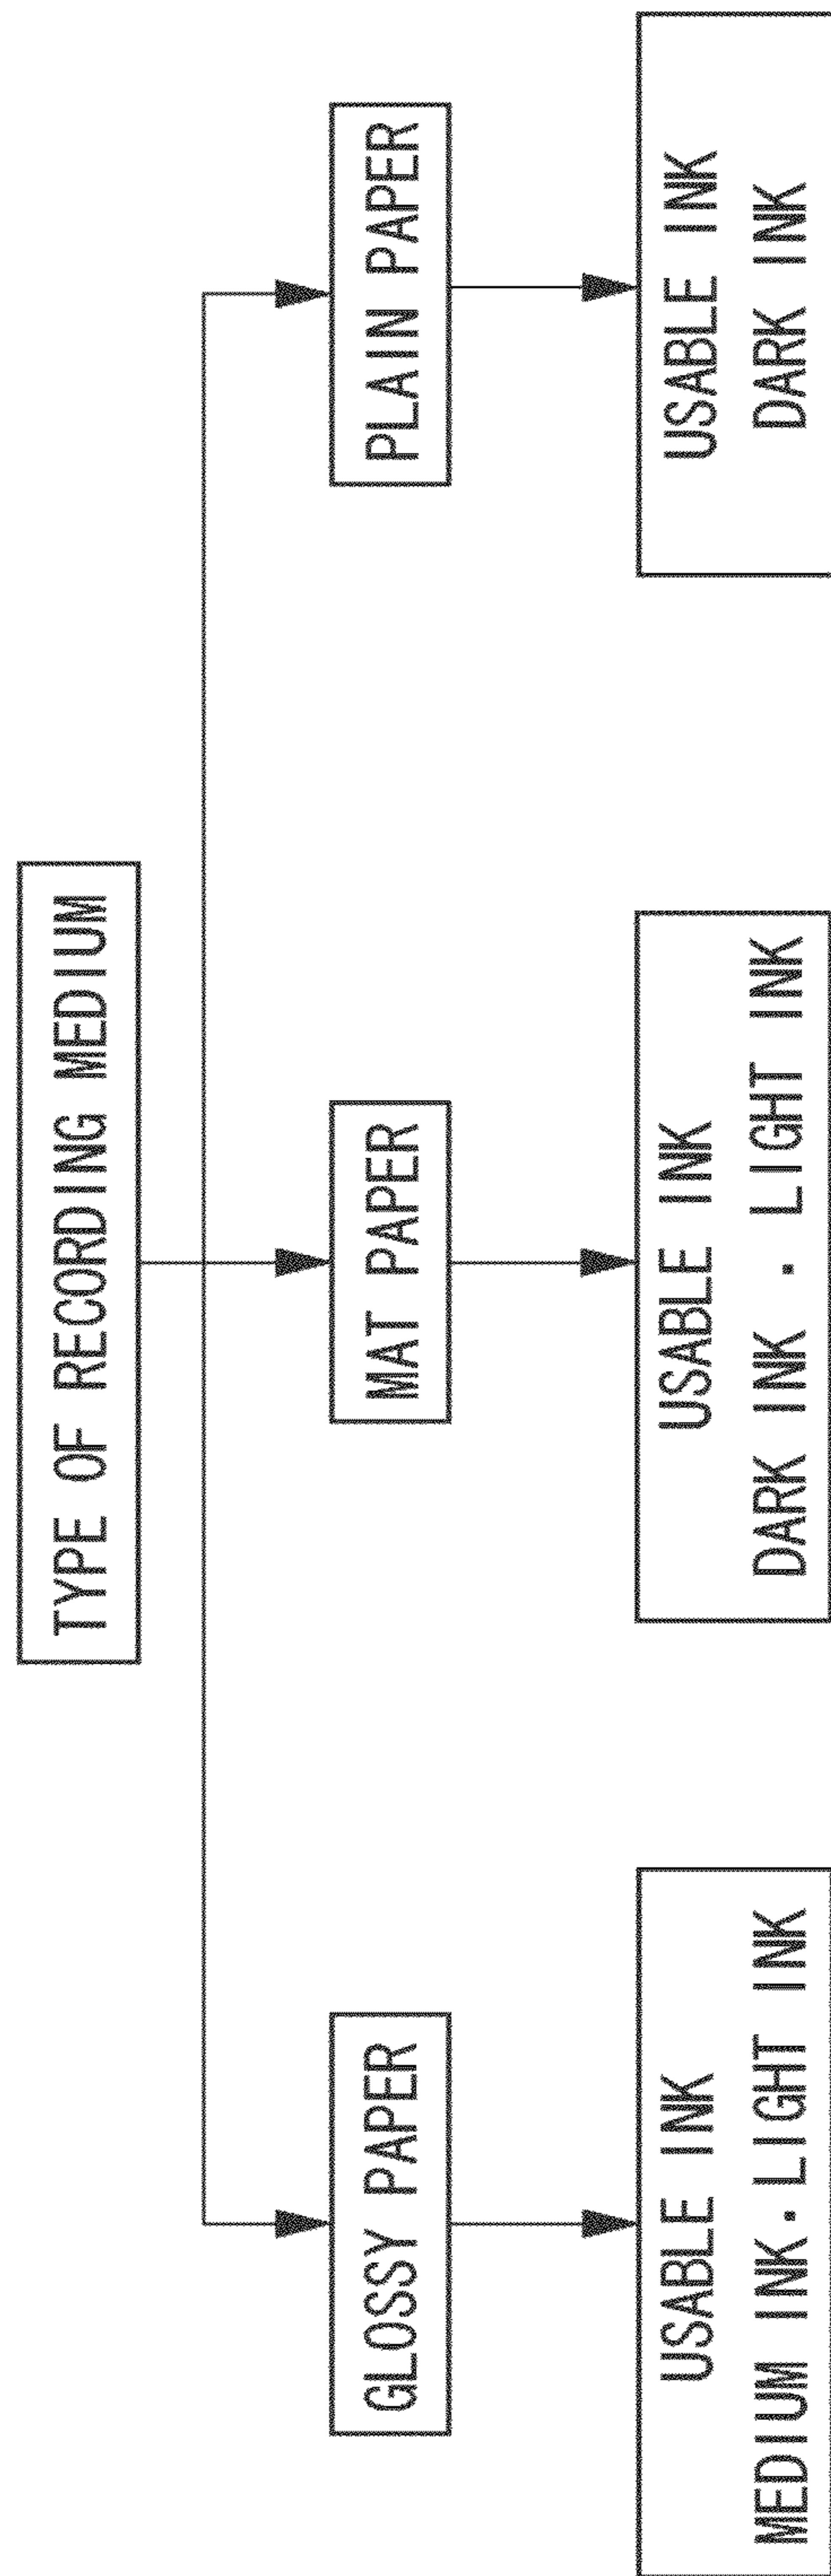 TYPE OF RECORDING MEDIUM
GLOSSY PAPER
MAT PAPER
PLAIN PAPER
USABLE INK
MEDIUM INK・LIGHT INK
USABLE INK
DARK INK ・ LIGHT INK
USABLE INK
DARK INK